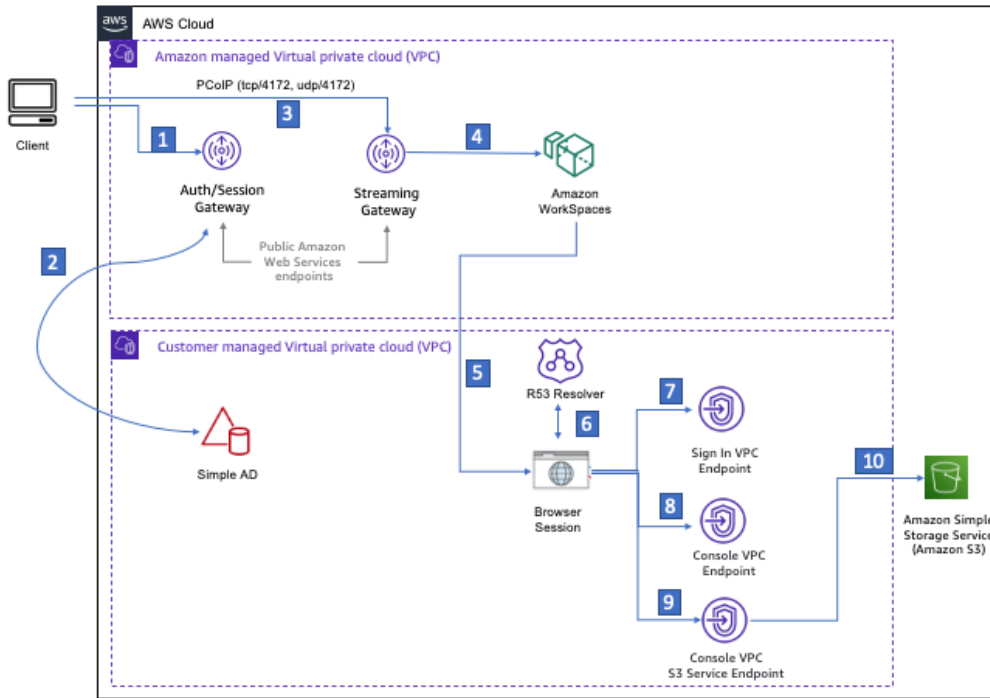 aws
AWS Cloud
Amazon managed Virtual private cloud (VPC)
PCoIP (tcp/4172, udp/4172)
3
1
4
Client
Auth/Session
Gateway
Streaming
Gateway
Amazon
WorkSpaces
Public Amazon
Web Services
endpoints
2
Customer managed Virtual private cloud (VPC)
5
R53 Resolver
6
7
Sign In VPC
Endpoint
Simple AD
Browser
Session
8
Console VPC
Endpoint
10
Amazon Simple
Storage Service
(Amazon S3)
9
Console VPC
S3 Service Endpoint